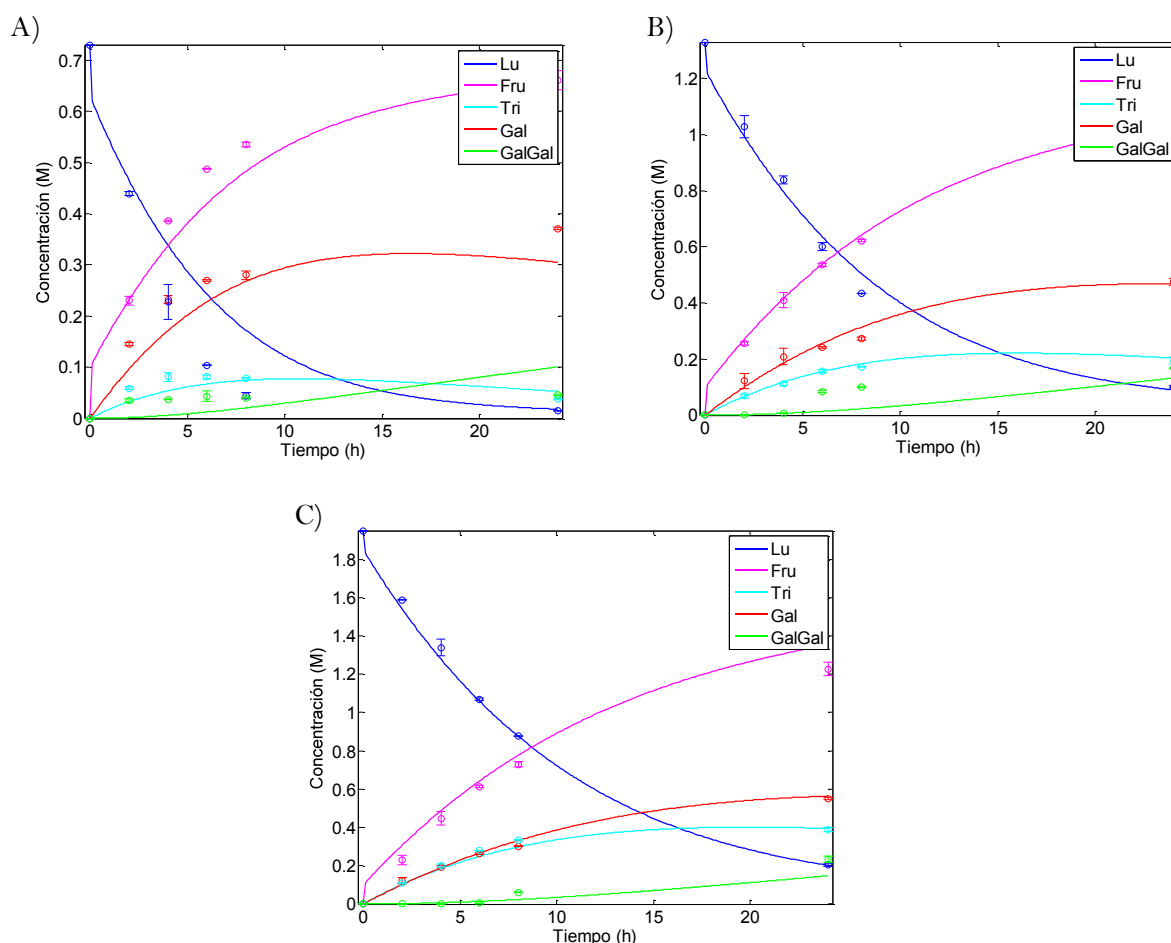 A)
0.7
0.6
0.5
0.4
0.3
0.2
0.1
0
0
5
10
15
20
Concentración (M)
Tiempo (h)
Lu
Fru
Tri
Gal
GalGal
B)
1.2
1
0.8
0.6
0.4
0.2
0
0
5
10
15
20
Concentración (M)
Tiempo (h)
Lu
Fru
Tri
Gal
GalGal
C)
1.8
1.6
1.4
1.2
1
0.8
0.6
0.4
0.2
0
0
5
10
15
20
Concentración (M)
Tiempo (h)
Lu
Fru
Tri
Gal
GalGal